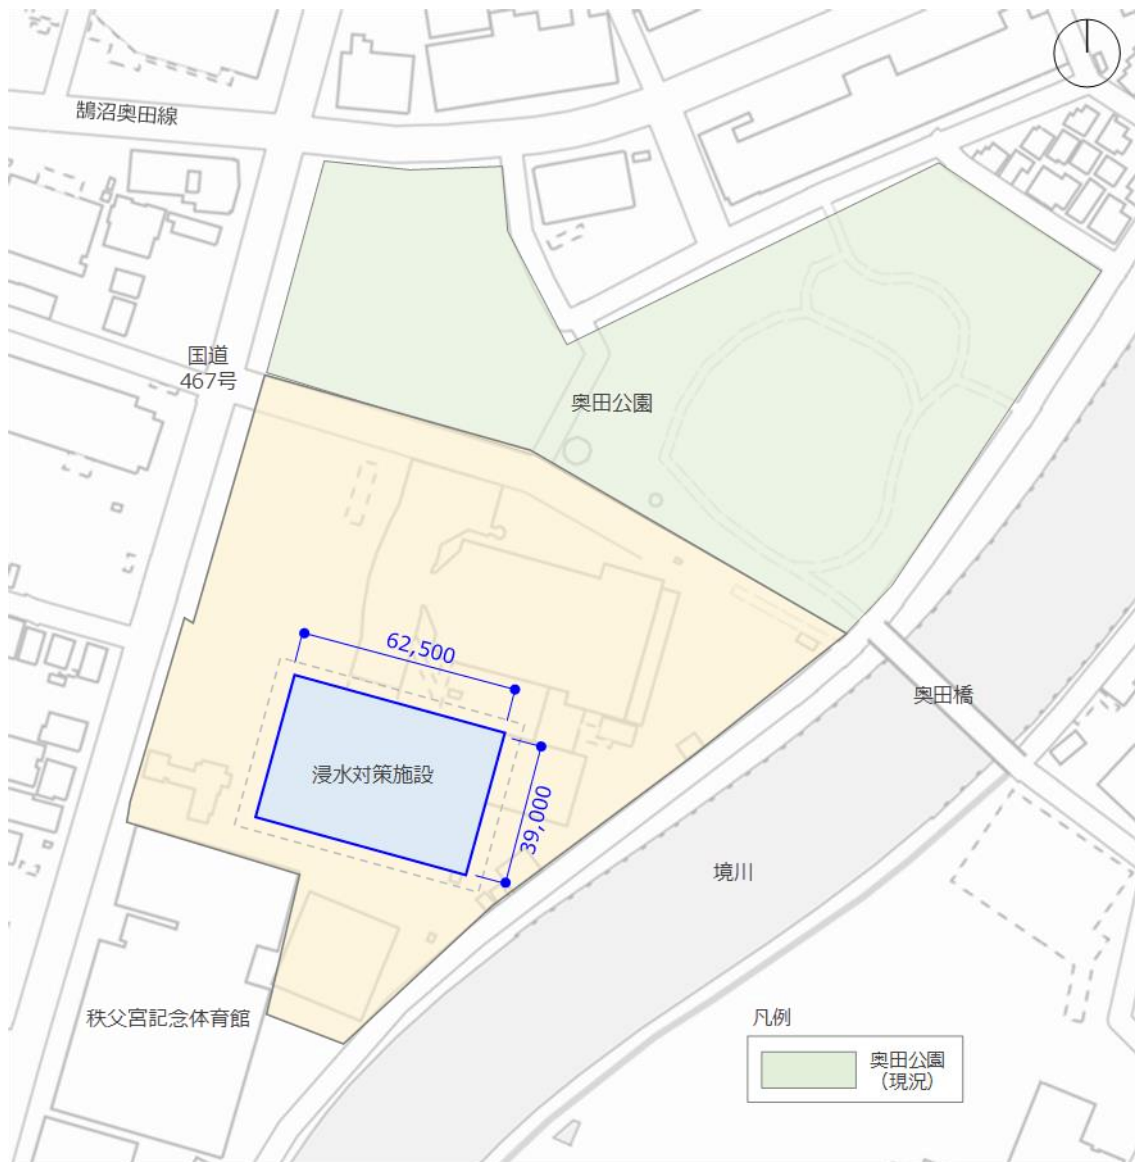 鵠沼奥田線
国道
467号
奥田公園
62,500
奥田橋
浸水対策施設
39,000
境川
秩父宮記念体育館
凡例
奥田公園
（現況）